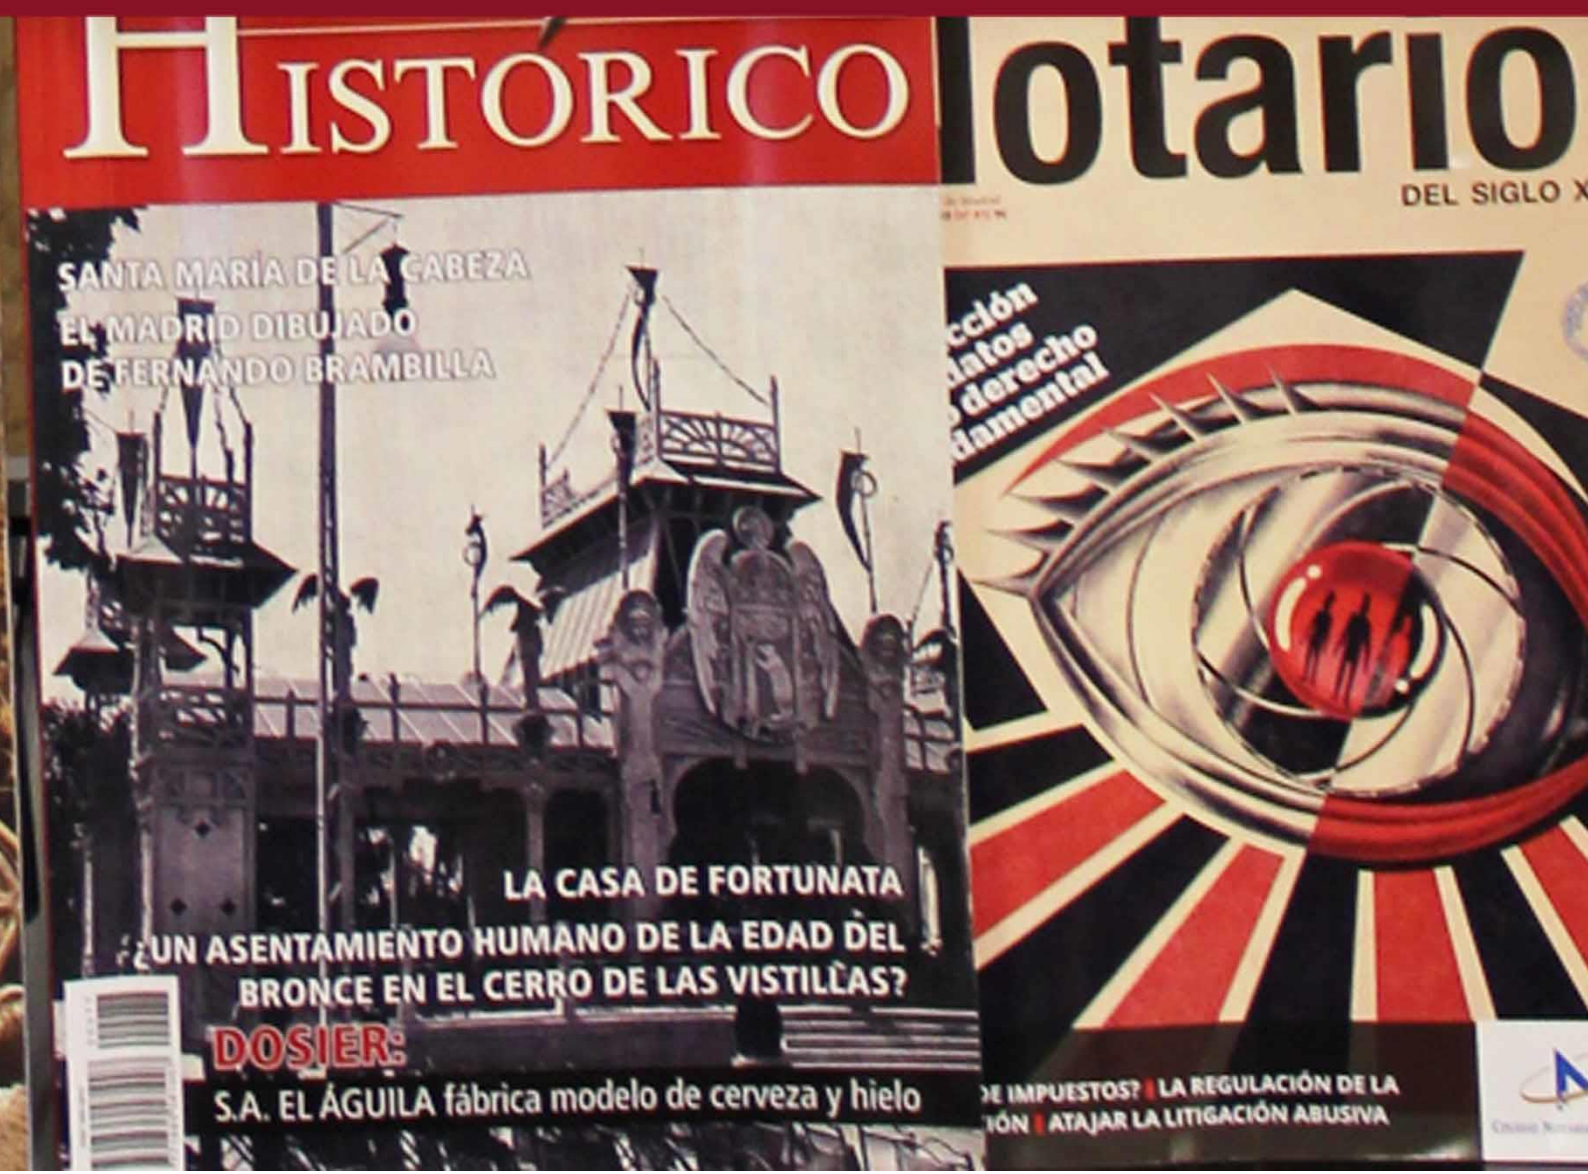 HISTÓRICO
SANTA MARÍA DE LA CABEZA
EL MADRID DIBUJADO
DE FERNANDO BRAMBILLA
LA CASA DE FORTUNATA
¿UN ASENTAMIENTO HUMANO DE LA EDAD DEL
BRONCE EN EL CERRO DE LAS VISTILLAS?
DOSIER:
S.A. EL ÁGUILA fábrica modelo de cerveza y hielo
otario
DEL SIGLO X
cción
datos
derecho
damental
DE IMPUESTOS? | LA REGULACIÓN DE LA
IÓN | ATAJAR LA LITIGACIÓN ABUSIVA